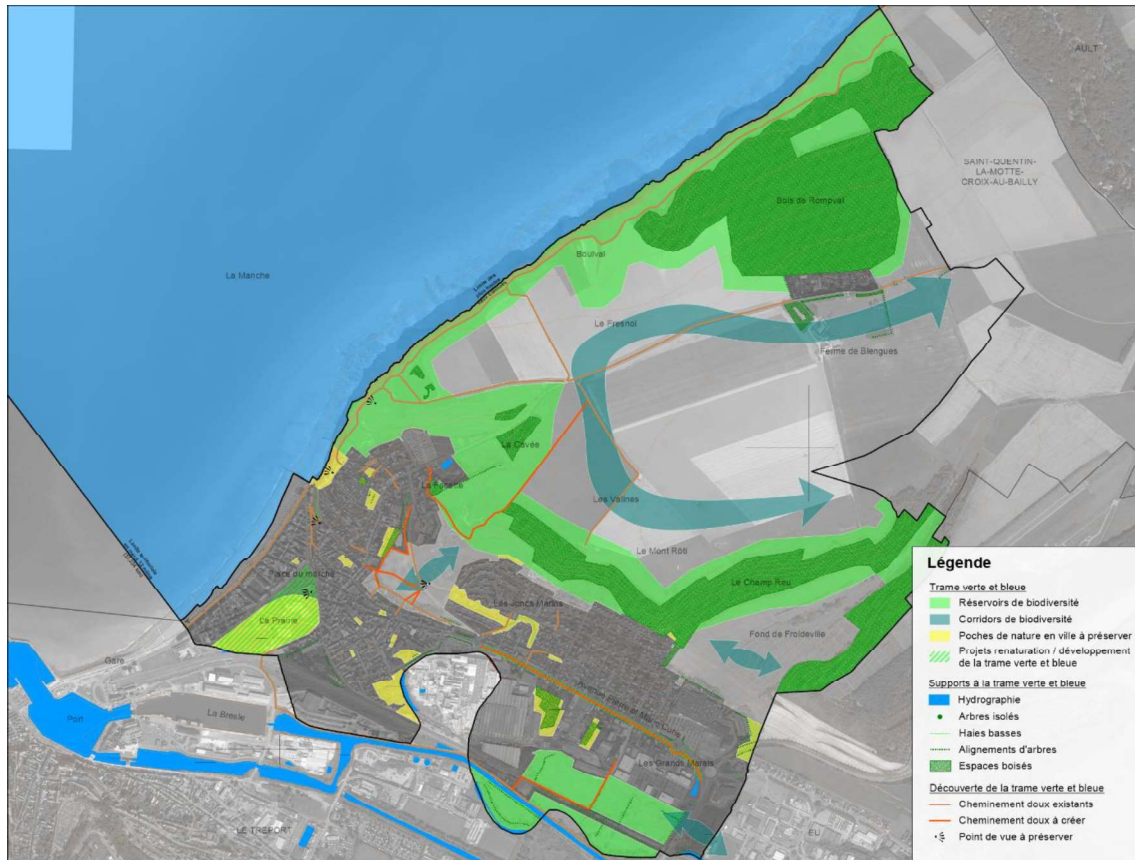 AULT
SAINT-QUENTIN-
LA-MOTTE-
CROIX-AU-BAILLY
Bois de Rompval
La Manche
Bouival
Le Fresnoi
Ferme de Blengues
La Cavée
Les Valines
Le Mont Rôti
Place du marché
Le Champ Reu
Les Joncs Marins
La Prairie
Fond de Froideville
Gare
Port
La Bresle
Les Grands Marais
LE TREPORT
EU
Légende
Trame verte et bleue
Réservoirs de biodiversité
Corridors de biodiversité
Poches de nature en ville à préserver
Projets renaturation / développement
de la trame verte et bleue
Supports à la trame verte et bleue
Hydrographie
Arbres isolés
Haies basses
Alignements d'arbres
Espaces boisés
Découverte de la trame verte et bleue
Cheminement doux existants
Cheminement doux à créer
Point de vue à préserver